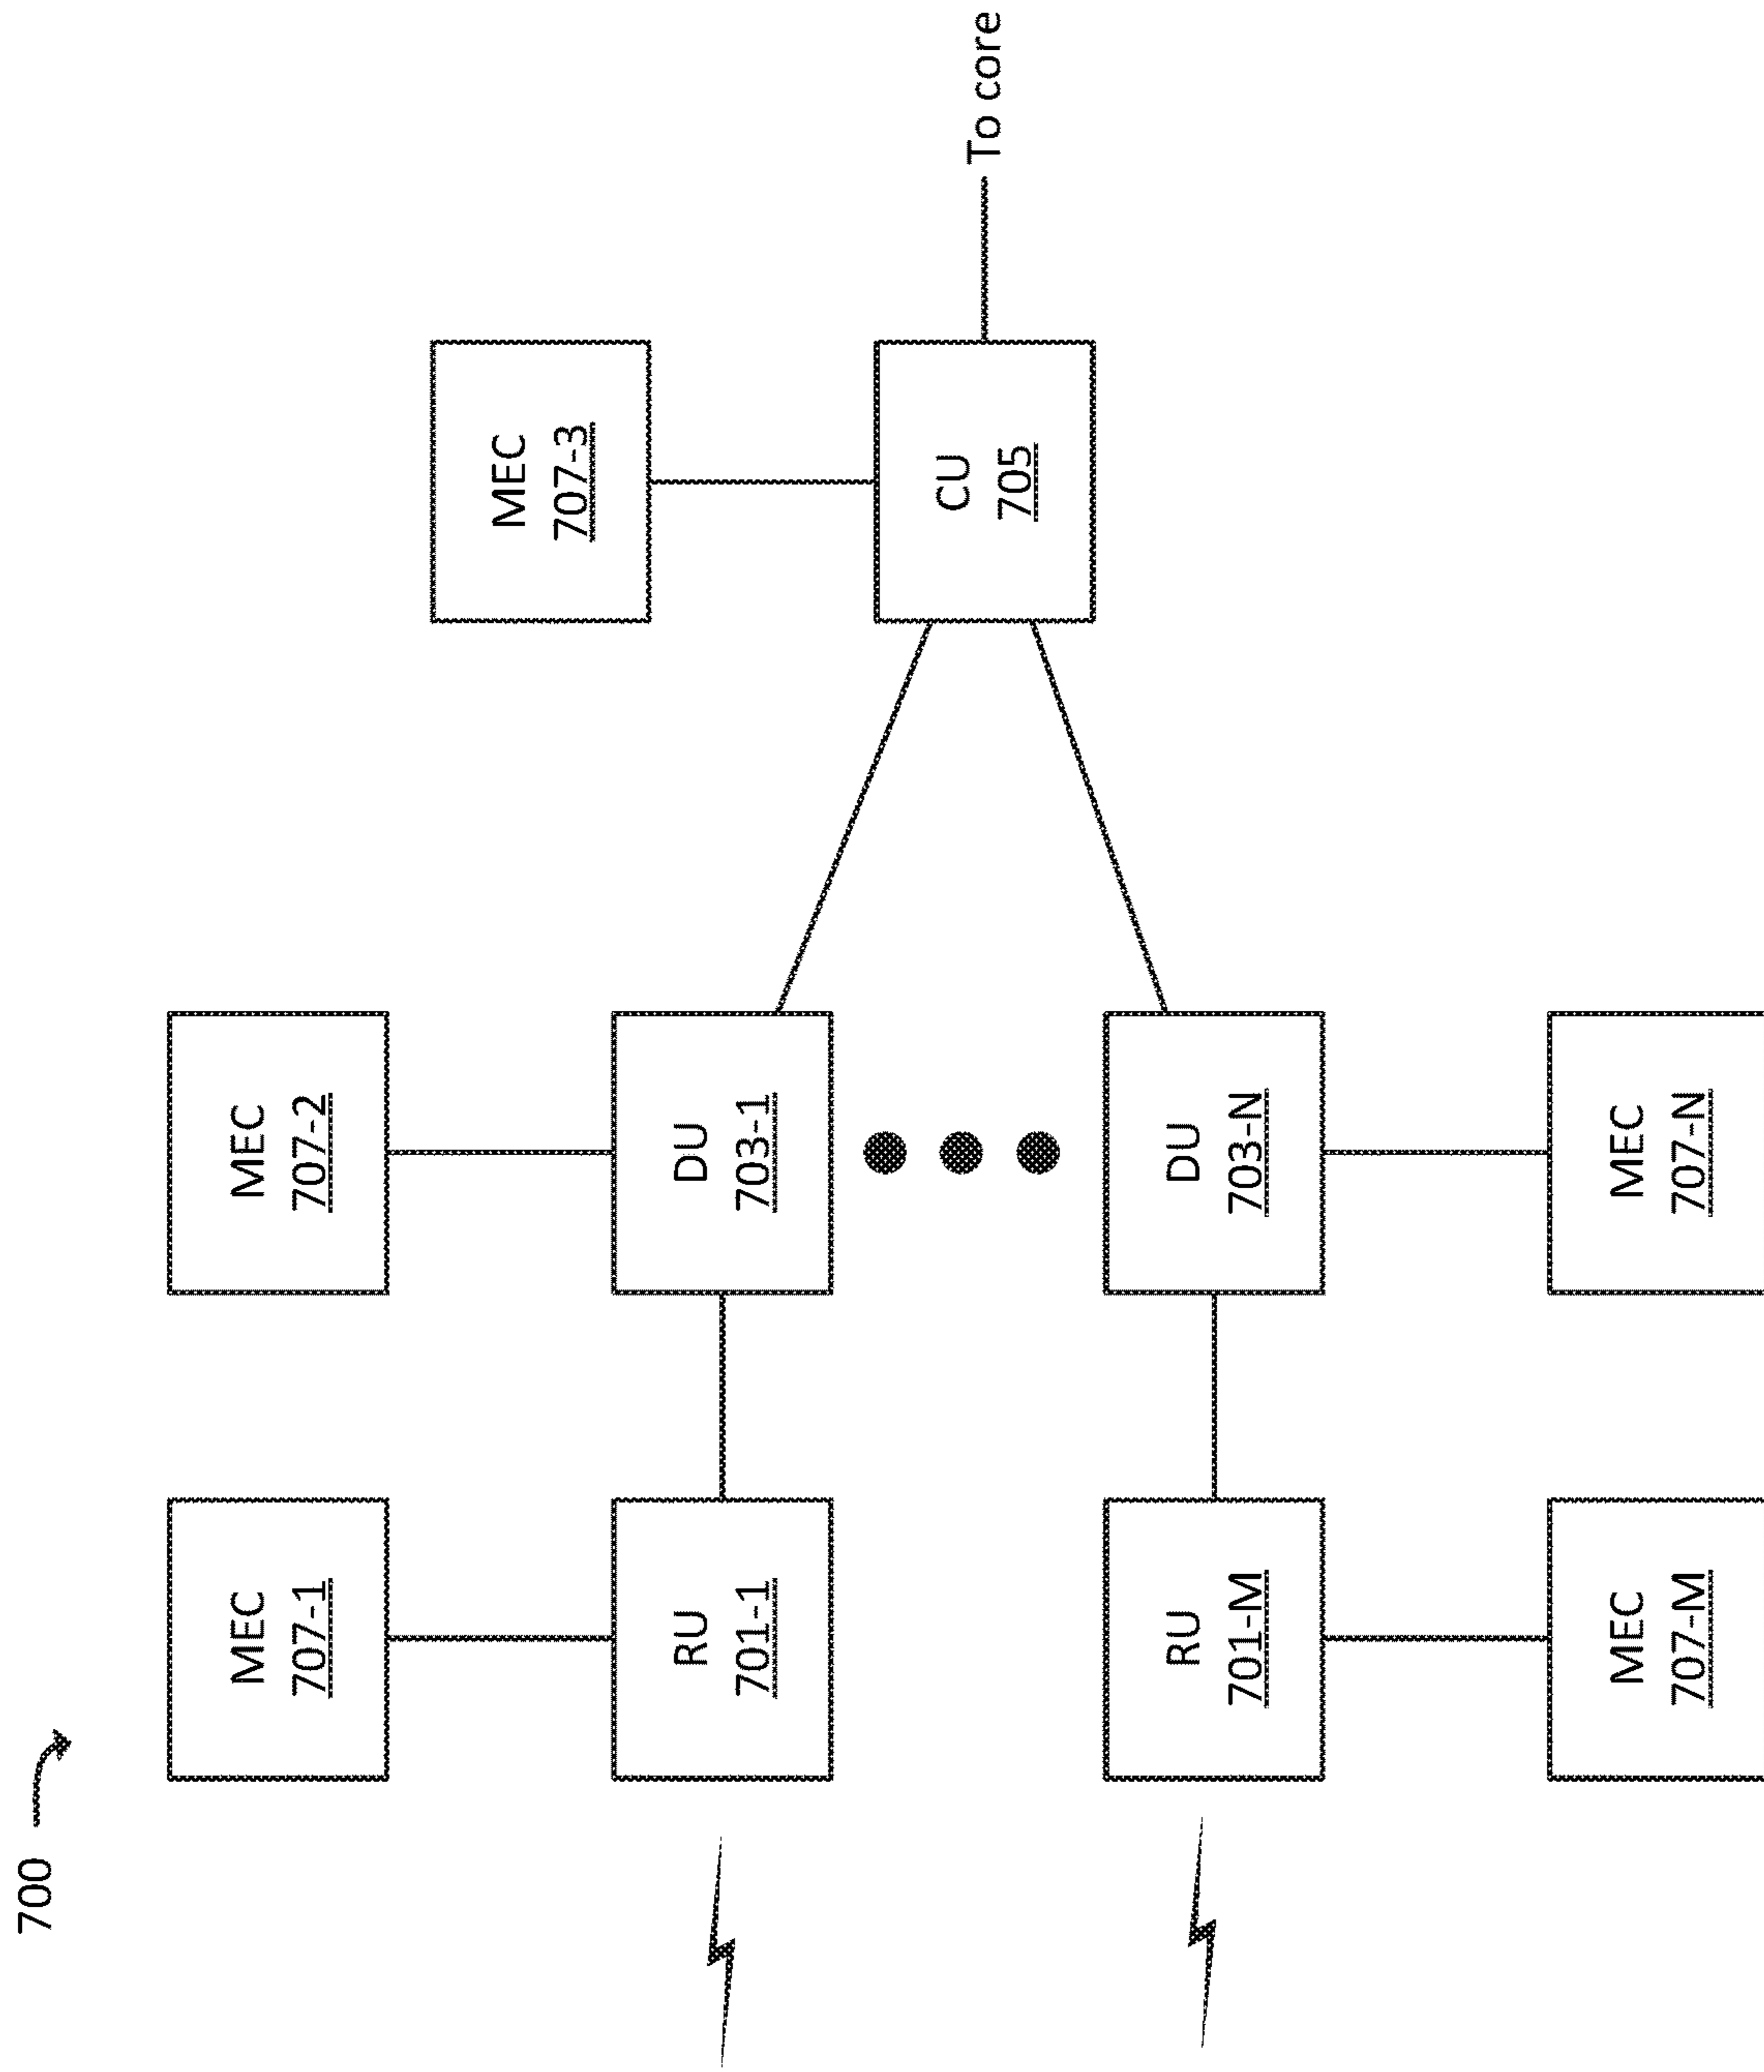 700
MEC
707-1
MEC
707-2
MEC
707-3
RU
701-1
DU
703-1
CU
705
To core
RU
701-M
DU
703-N
MEC
707-M
MEC
707-N